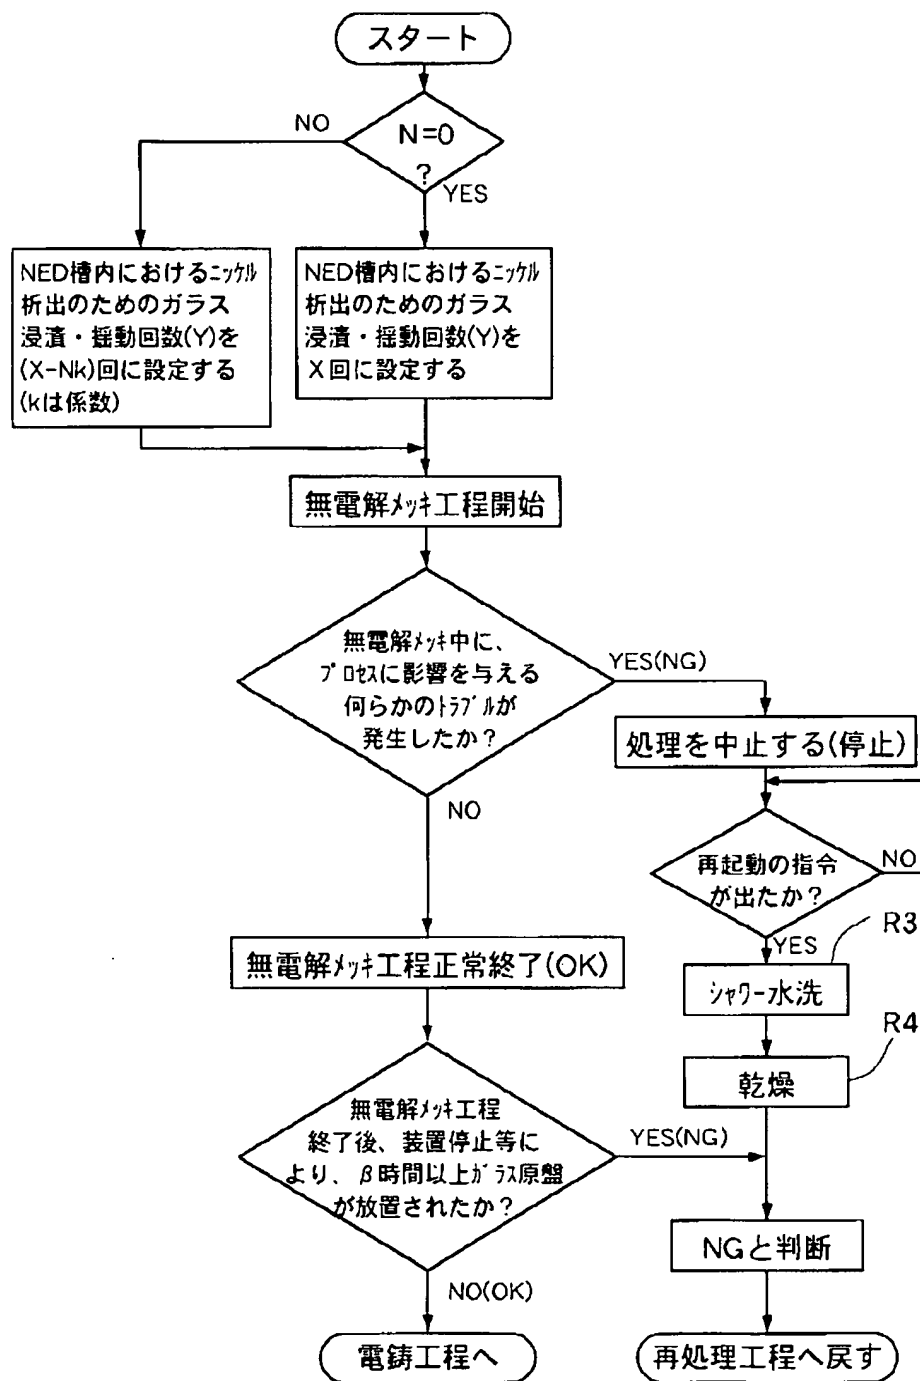 スタート
N=0
?
NO
YES
NED槽内におけるニッケル
析出のためのガラス
浸漬・揺動回数(Y)を
(X-Nk)回に設定する
(kは係数)
NED槽内におけるニッケル
析出のためのガラス
浸漬・揺動回数(Y)を
X回に設定する
無電解メッキ工程開始
無電解メッキ中に、
プロセスに影響を与える
何らかのトラブルが
発生したか?
YES(NG)
NO
処理を中止する(停止)
再起動の指令
が出たか?
NO
YES
R3
シャワー水洗
R4
乾燥
無電解メッキ工程正常終了(OK)
無電解メッキ工程
終了後、装置停止等に
より、β時間以上ガラス原盤
が放置されたか?
YES(NG)
NO(OK)
NGと判断
電鋳工程へ
再処理工程へ戻す